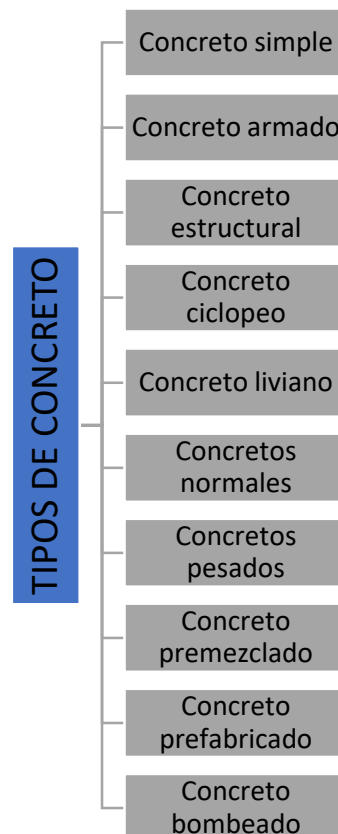 TIPOS DE CONCRETO
Concreto simple
Concreto armado
Concreto
estructural
Concreto
ciclopeo
Concreto liviano
Concretos
normales
Concretos
pesados
Concreto
premezclado
Concreto
prefabricado
Concreto
bombeado